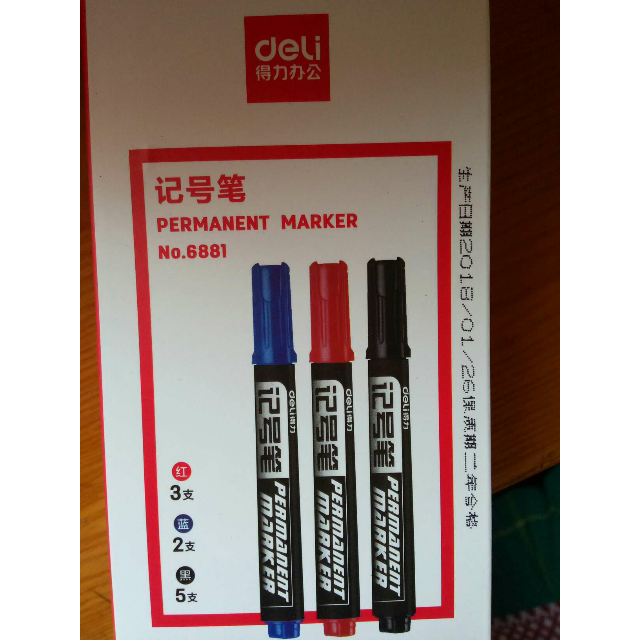 deli
得力办公
记号笔
PERMANENT MARKER
No.6881
生产日期2018/01/26保质期二年合格
红
3支
蓝
2支
黑
5支
deli得力
记号笔
PERMANENT
MARKER
deli得力
记号笔
PERMANENT
MARKER
deli得力
记号笔
PERMANENT
MARKER